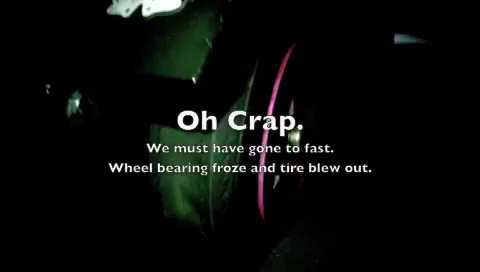 Oh Crap.
We must have gone to fast.
Wheel bearing froze and tire blew out.